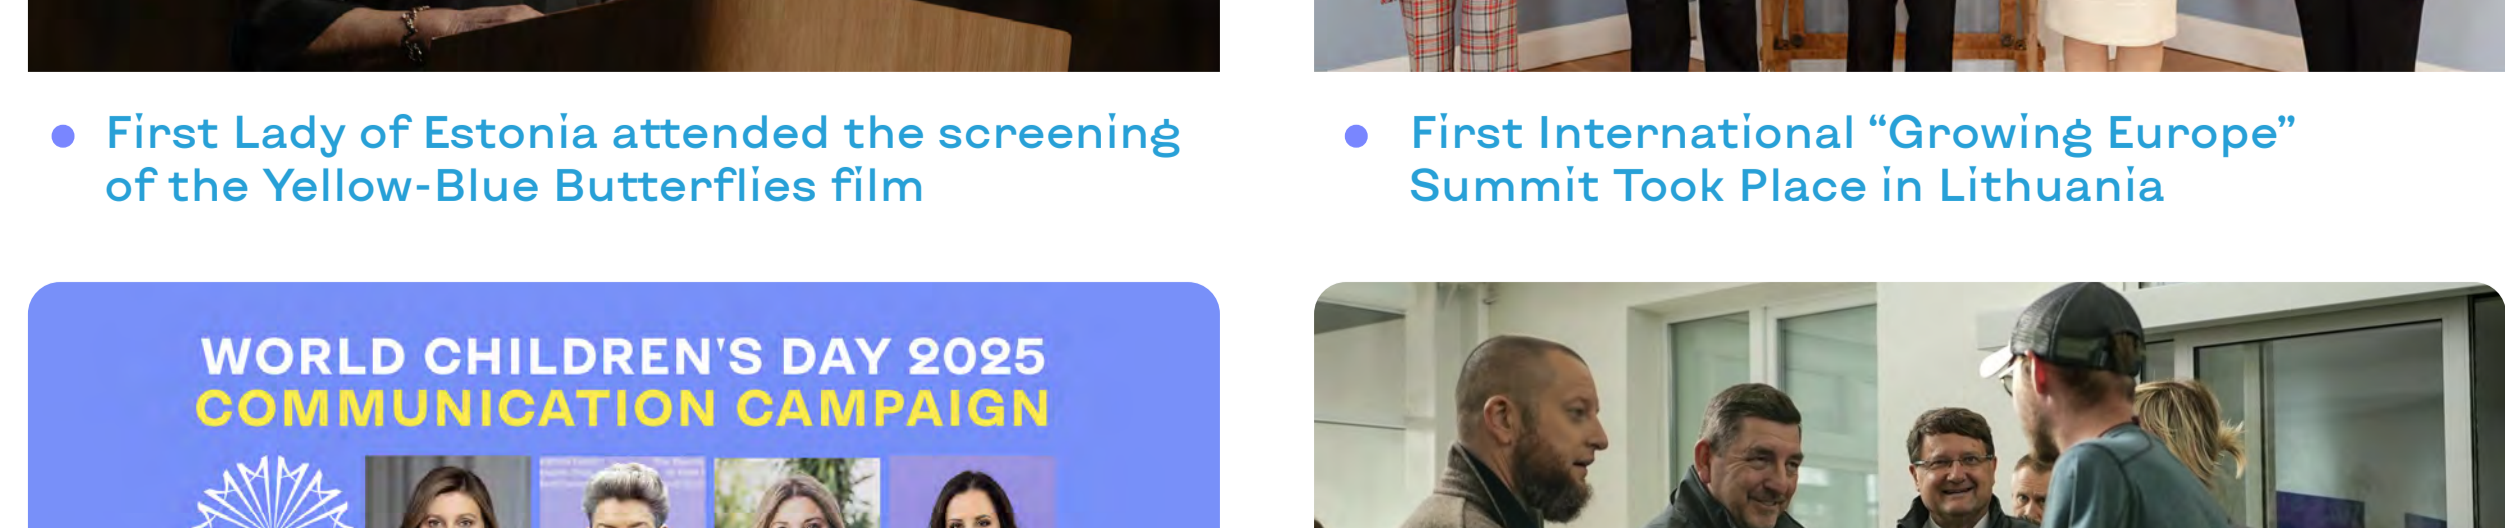 First Lady of Estonia attended the screening
of the Yellow-Blue Butterflies film
First International “Growing Europe”
Summit Took Place in Lithuania
WORLD CHILDREN'S DAY 2025
COMMUNICATION CAMPAIGN